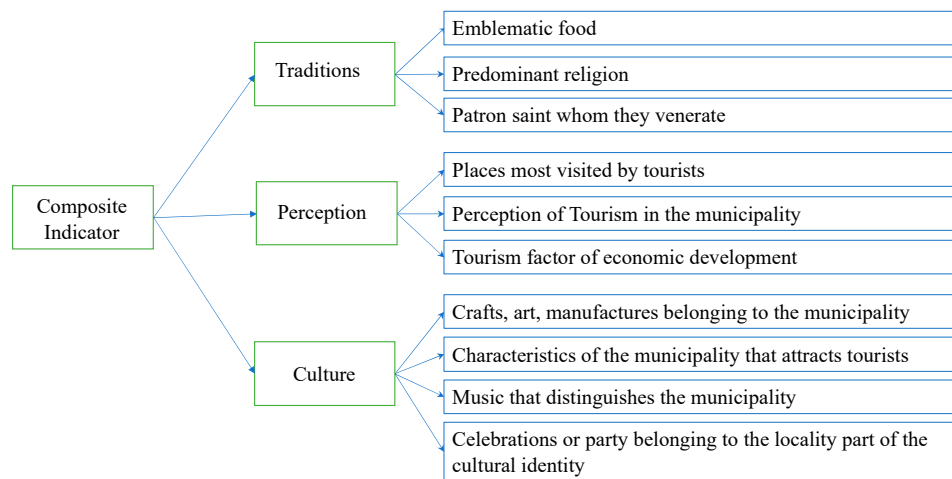 Composite
Indicator
Traditions
Emblematic food
Predominant religion
Patron saint whom they venerate
Perception
Places most visited by tourists
Perception of Tourism in the municipality
Tourism factor of economic development
Culture
Crafts, art, manufactures belonging to the municipality
Characteristics of the municipality that attracts tourists
Music that distinguishes the municipality
Celebrations or party belonging to the locality part of the
cultural identity